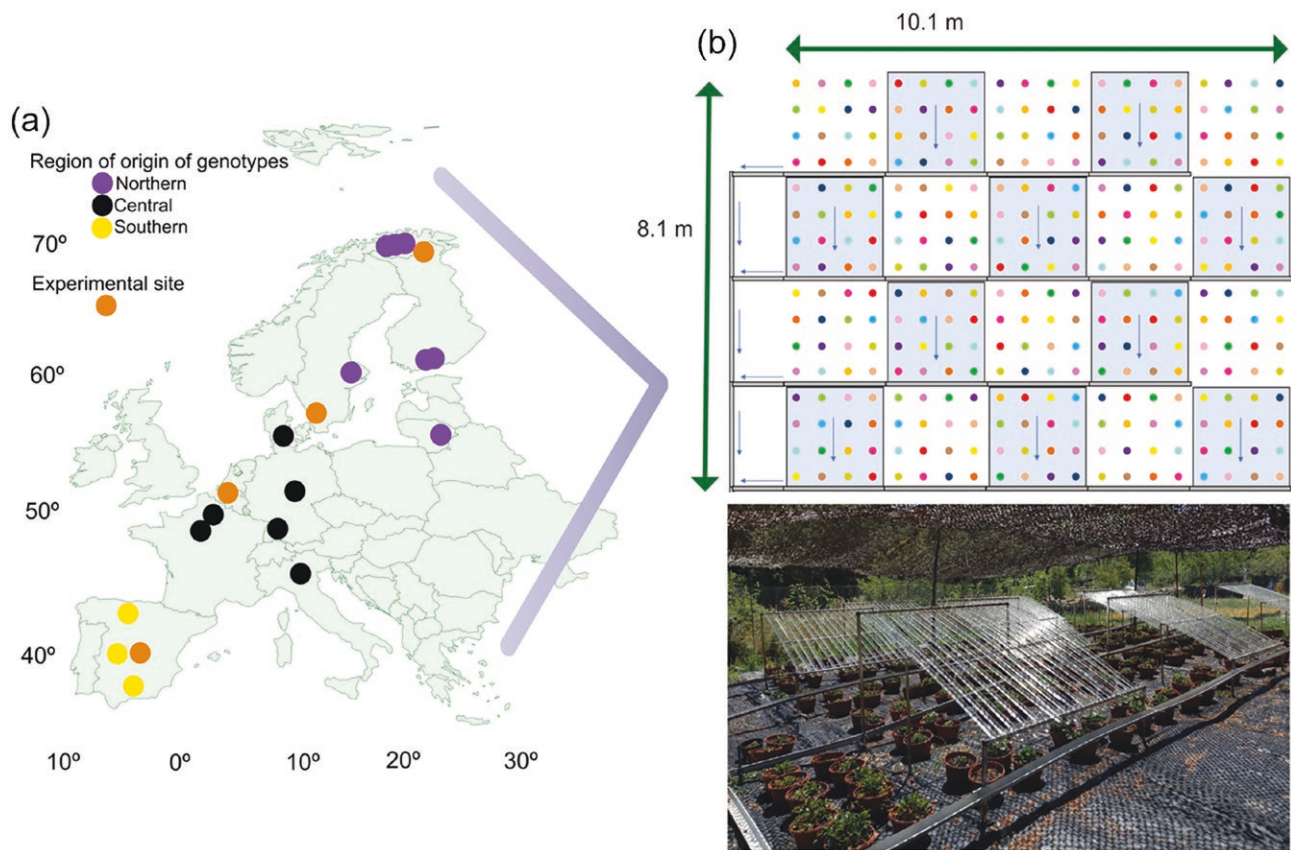 (a)
Region of origin of genotypes
Northern
Central
Southern
Experimental site
70º
60º
50º
40º
10º 0º 10º 20º 30º
(b)
10.1 m
8.1 m